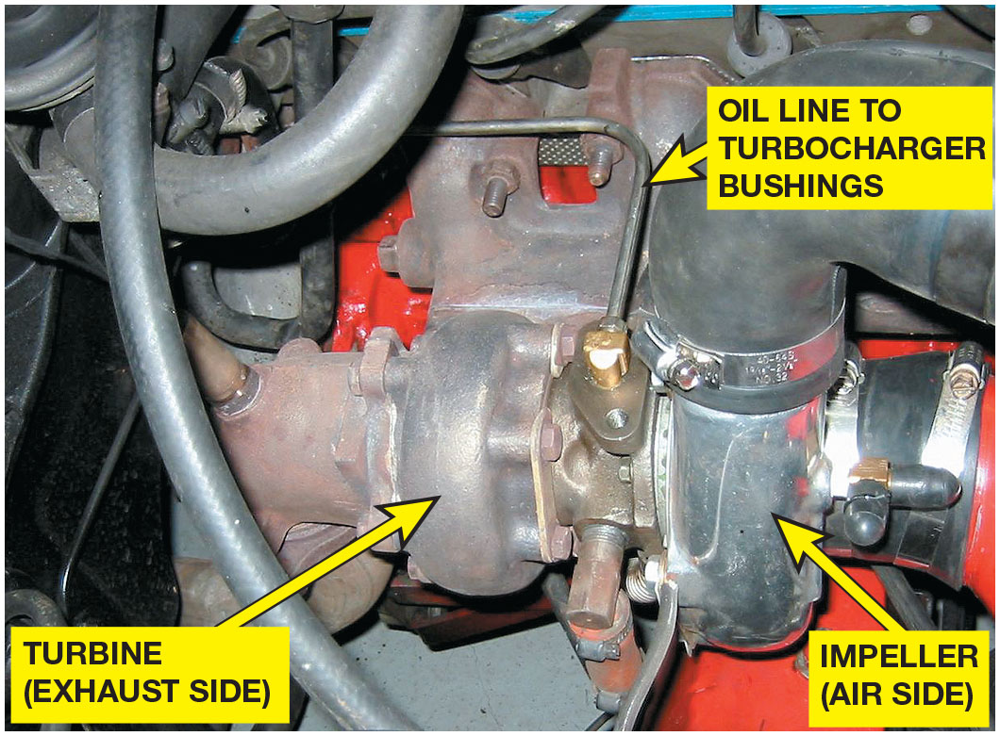 OIL LINE TO
TURBOCHARGER
BUSHINGS
TURBINE
(EXHAUST SIDE)
IMPELLER
(AIR SIDE)